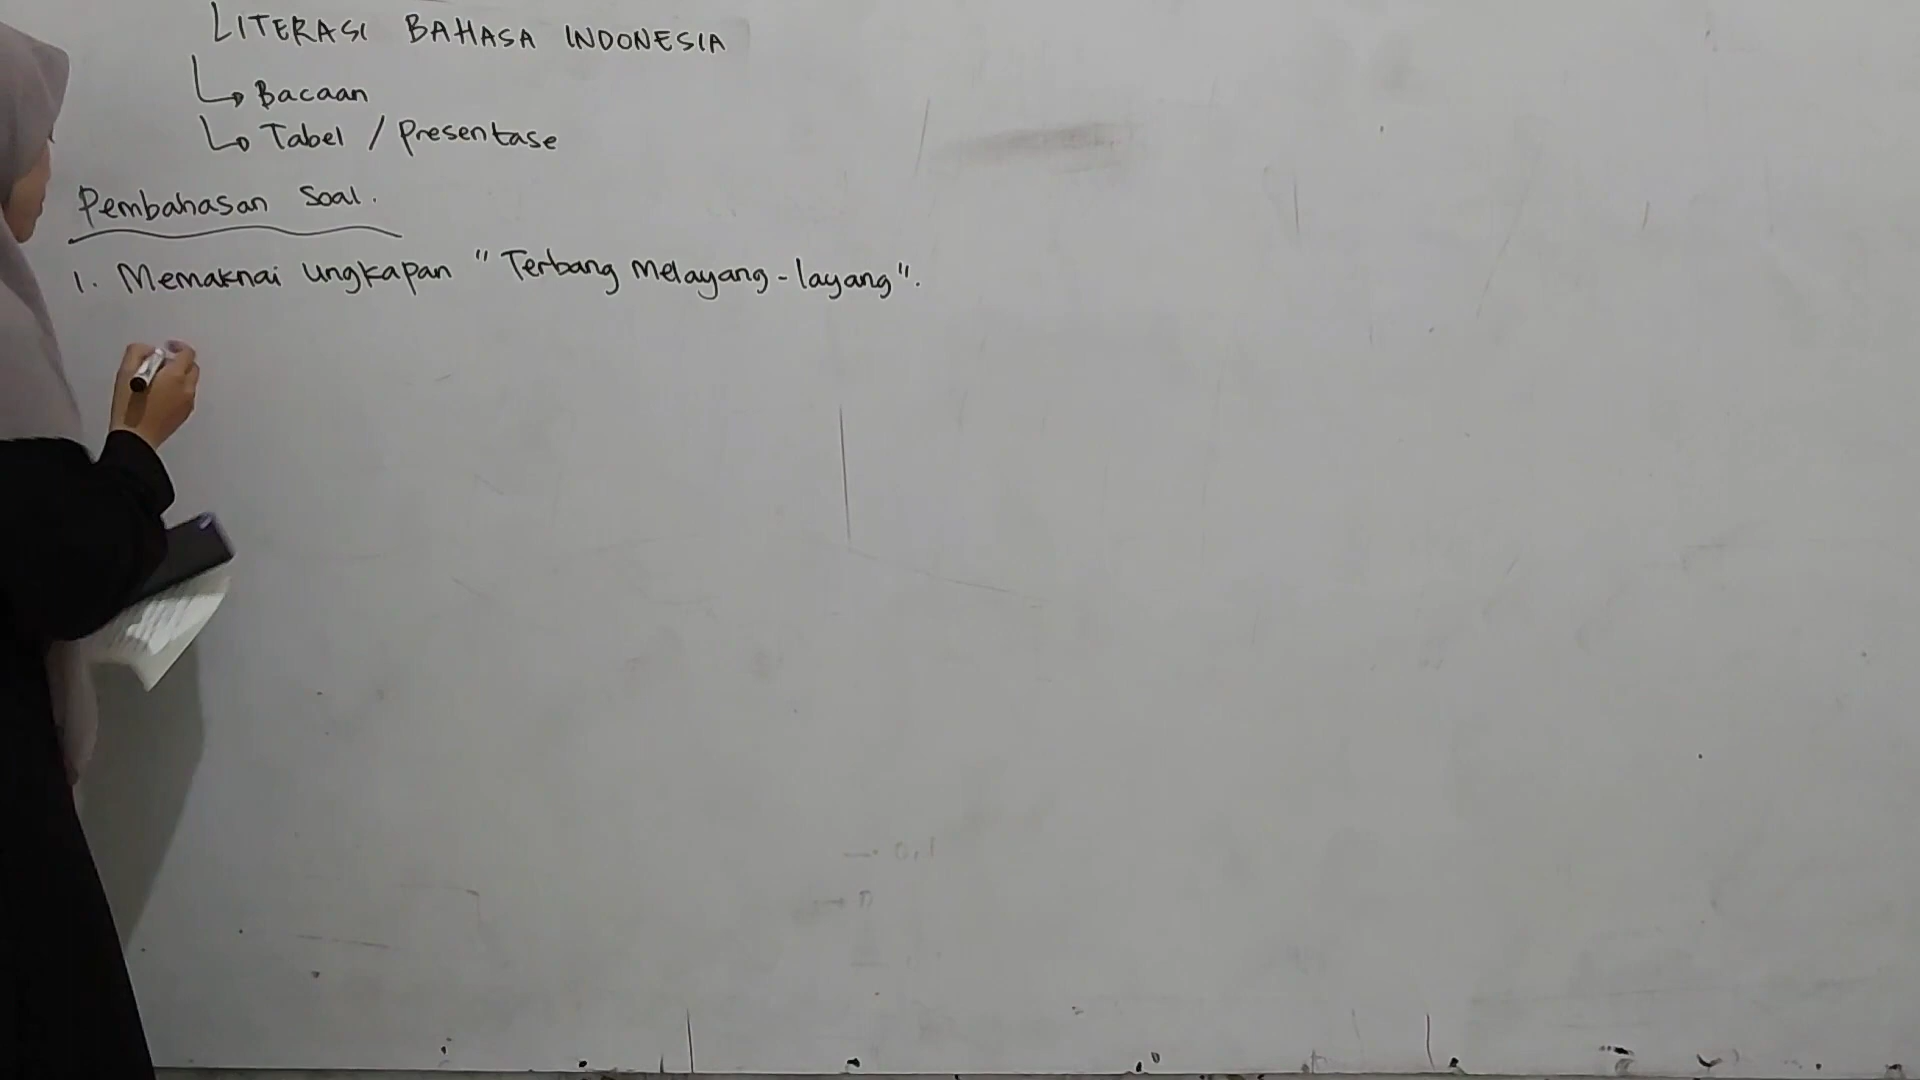 LITERASI BAHASA INDONESIA
Bacaan
Tabel / Presentase
Pembahasan Soal.
1. Memaknai Ungkapan "Terbang Melayang-layang".